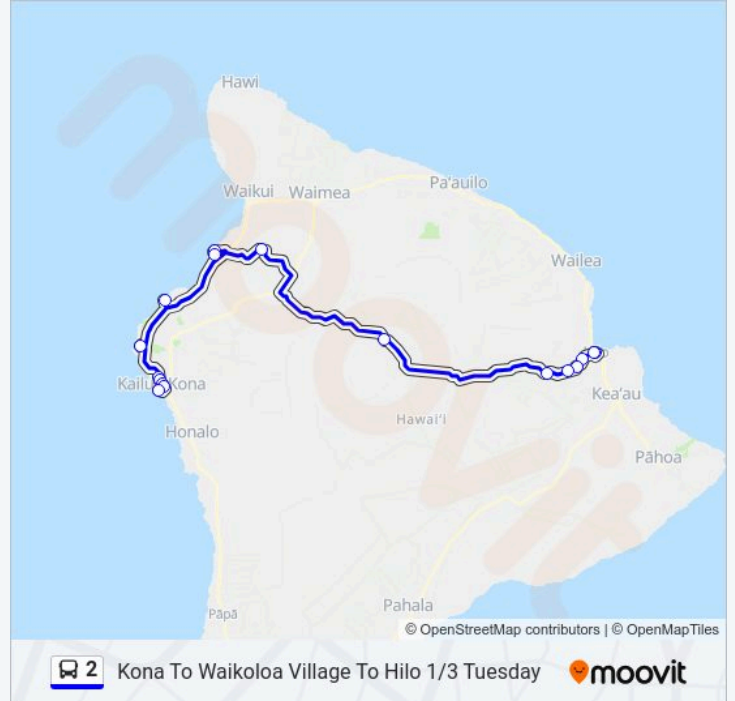 Hawi
Waikui
Waimea
Pa'auilo
Wailea
Kailua-Kona
Kea'au
Honalo
Hawai'i
Pāhoa
Pahala
Pāpā
© OpenStreetMap contributors | © OpenMapTiles
2 Kona To Waikoloa Village To Hilo 1/3 Tuesday moovit
moovit